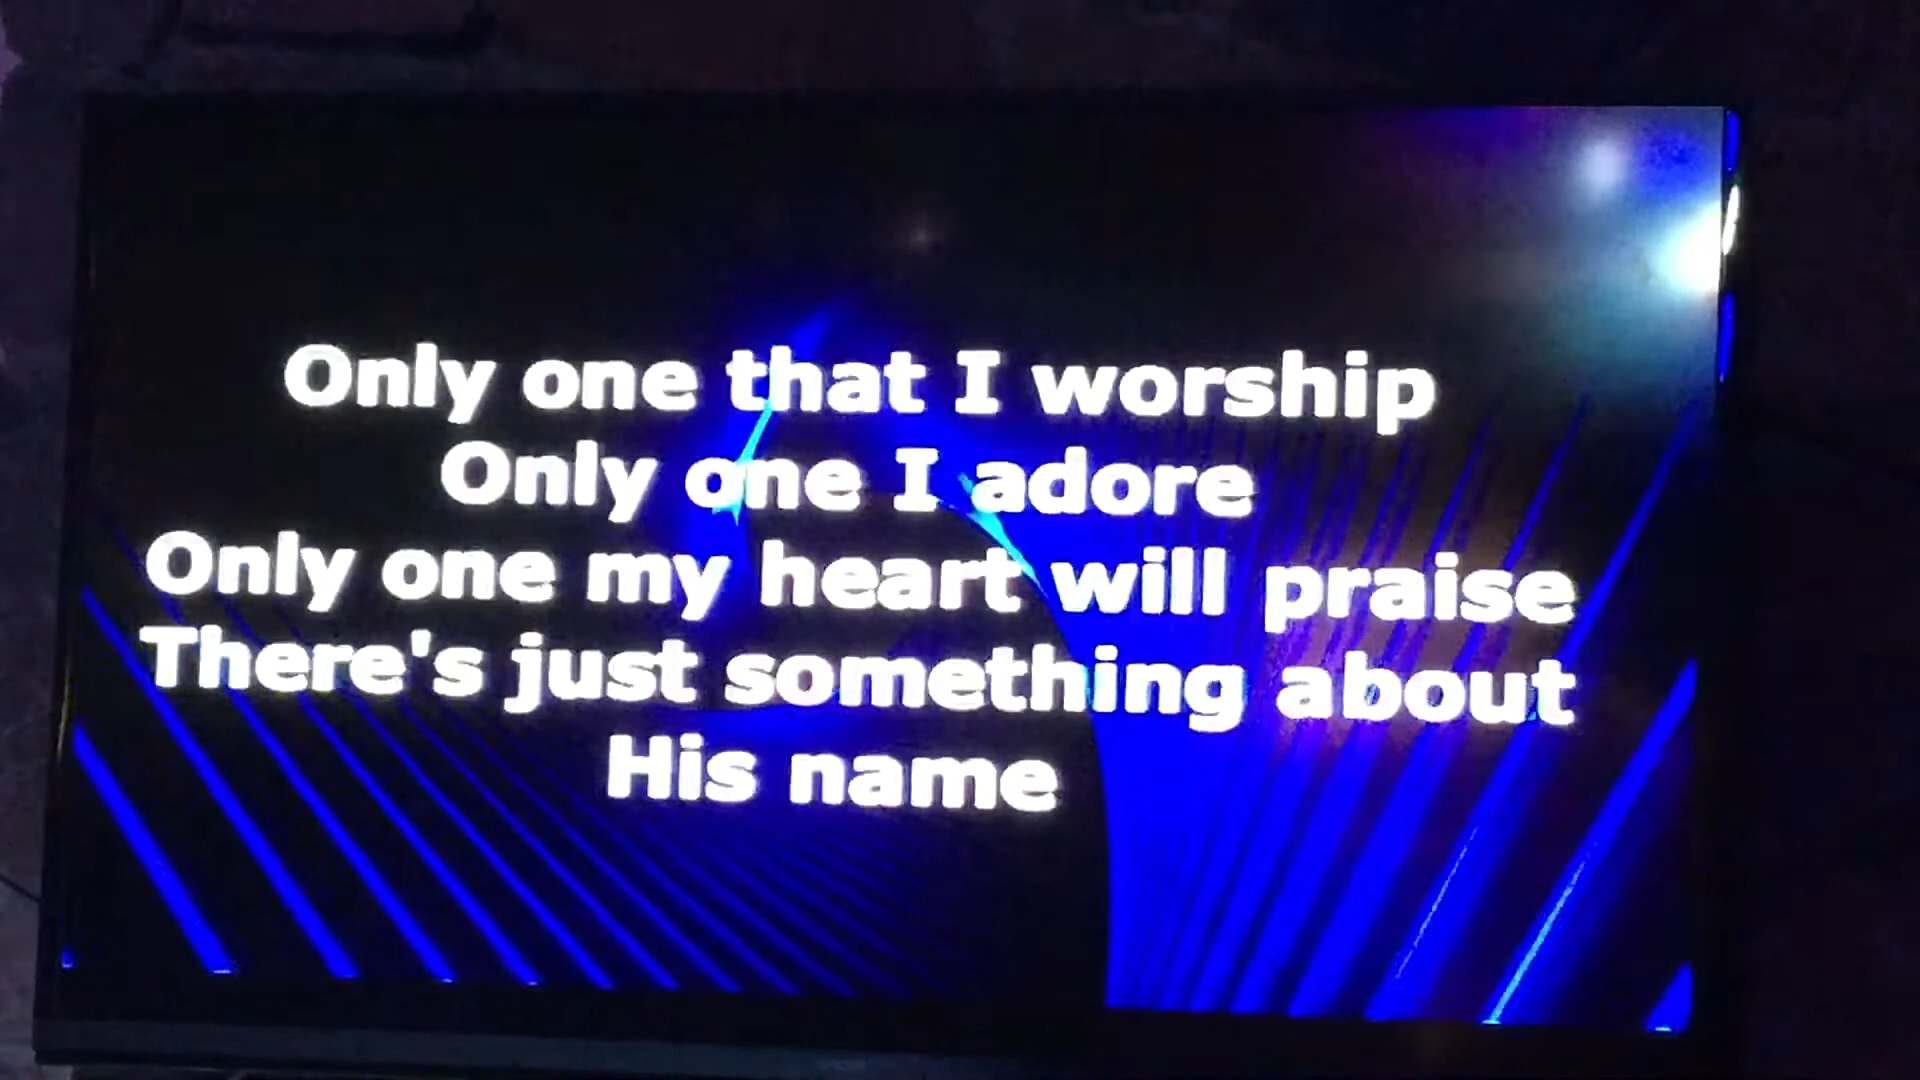 Only one that I worship
Only one I adore
Only one my heart will praise
There's just something about
His name